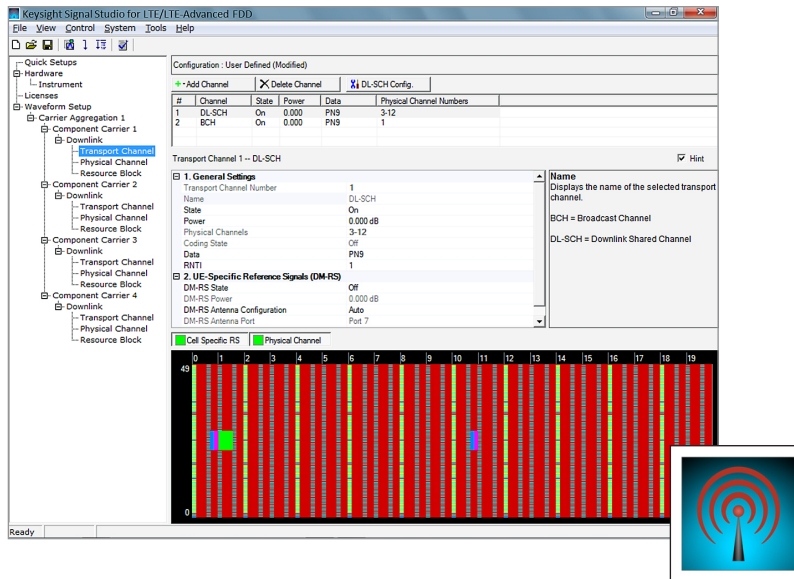 Keysight Signal Studio for LTE/LTE-Advanced FDD
File View Control System Tools Help
Quick Setups
Hardware
Instrument
Licenses
Waveform Setup
Carrier Aggregation 1
Component Carrier 1
Downlink
Transport Channel
Physical Channel
Resource Block
Component Carrier 2
Downlink
Transport Channel
Physical Channel
Resource Block
Component Carrier 3
Downlink
Transport Channel
Physical Channel
Resource Block
Component Carrier 4
Downlink
Transport Channel
Physical Channel
Resource Block
Configuration : User Defined (Modified)
Add Channel Delete Channel DL-SCH Config.
# Channel State Power Data Physical Channel Numbers
1 DL-SCH On 0.000 PN9 3-12
2 BCH On 0.000 PN9 1
Transport Channel 1 -- DL-SCH Hint
1. General Settings
Transport Channel Number 1
Name DL-SCH
State On
Power 0.000 dB
Physical Channels 3-12
Coding State Off
Data PN9
RNTI 1
2. UE-Specific Reference Signals (DM-RS)
DM-RS State Off
DM-RS Power 0.000 dB
DM-RS Antenna Configuration Auto
DM-RS Antenna Port Port 7
Name
Displays the name of the selected transport
channel.
BCH = Broadcast Channel
DL-SCH = Downlink Shared Channel
Cell Specific RS Physical Channel
0 1 2 3 4 5 6 7 8 9 10 11 12 13 14 15 16 17 18 19
49
0
Ready